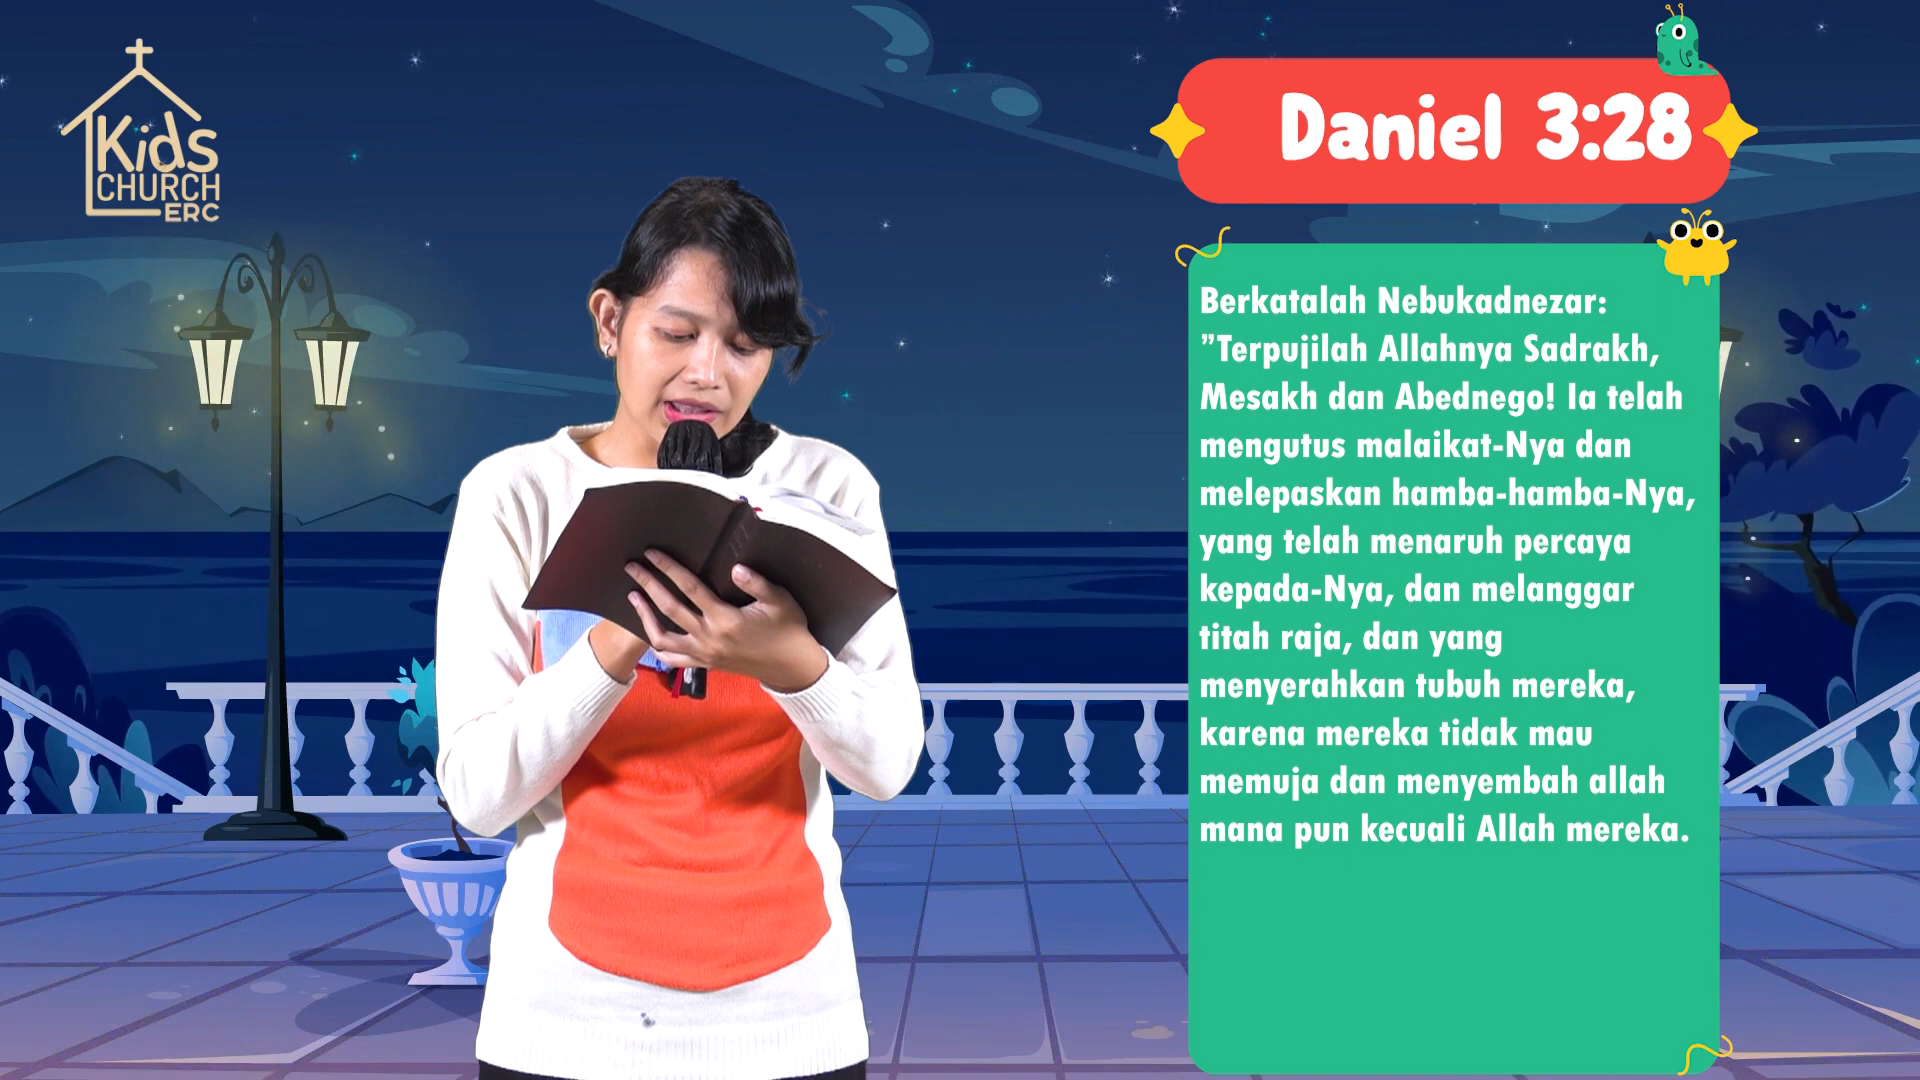 Kids
CHURCH
ERC
Daniel 3:28
Berkatalah Nebukadnezar:
”Terpujilah Allahnya Sadrakh,
Mesakh dan Abednego! Ia telah
mengutus malaikat-Nya dan
melepaskan hamba-hamba-Nya,
yang telah menaruh percaya
kepada-Nya, dan melanggar
titah raja, dan yang
menyerahkan tubuh mereka,
karena mereka tidak mau
memuja dan menyembah allah
mana pun kecuali Allah mereka.